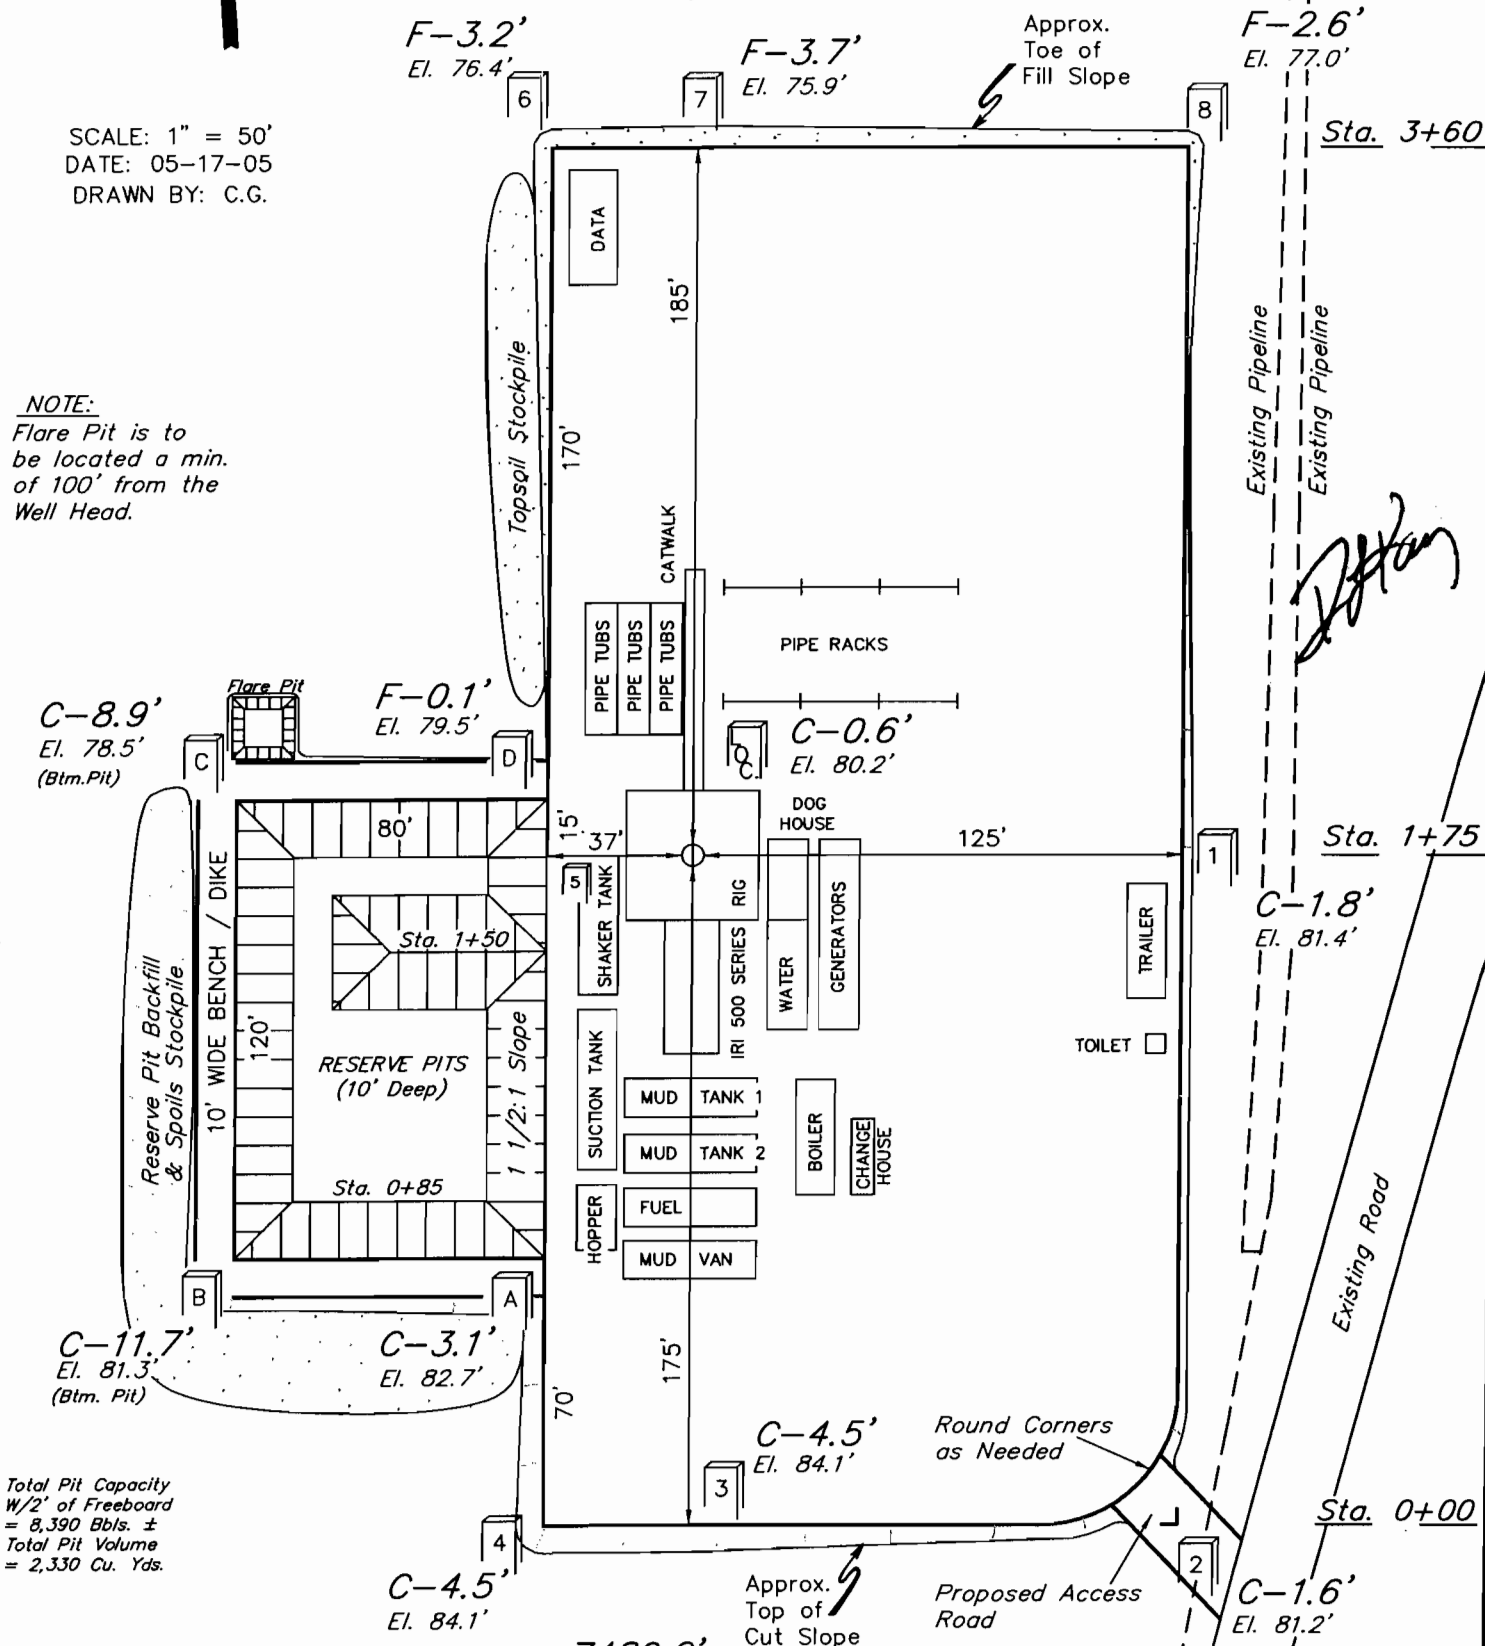 F-3.2'
El. 76.4'
F-3.7'
El. 75.9'
Approx.
Toe of
Fill Slope
F-2.6'
El. 77.0'
6
7
8
SCALE: 1" = 50'
DATE: 05-17-05
DRAWN BY: C.G.
Sta. 3+60
DATA
185'
Topsoil Stockpile
170'
Existing Pipeline
Existing Pipeline
NOTE:
Flare Pit is to
be located a min.
of 100' from the
Well Head.
CATWALK
PIPE TUBS
PIPE TUBS
PIPE TUBS
PIPE RACKS
Flare Pit
C-8.9'
El. 78.5'
(Btm.Pit)
C
F-0.1'
El. 79.5'
D
C-0.6'
El. 80.2'
DOG
HOUSE
80'
15'
37'
125'
1
Sta. 1+75
C-1.8'
El. 81.4'
5
SHAKER TANK
RIG
IRI 500 SERIES
WATER
GENERATORS
TRAILER
TOILET
Reserve Pit Backfill
& Spoils Stockpile
10' WIDE BENCH / DIKE
120'
Sta. 1+50
RESERVE PITS
(10' Deep)
1 1/2:1 Slope
Sta. 0+85
SUCTION TANK
HOPPER
MUD TANK 1
MUD TANK 2
FUEL
MUD VAN
BOILER
CHANGE
HOUSE
Existing Road
B
A
C-11.7'
El. 81.3'
(Btm. Pit)
C-3.1'
El. 82.7'
175'
70'
C-4.5'
El. 84.1'
3
Round Corners
as Needed
Total Pit Capacity
W/2' of Freeboard
= 8,390 Bbls. ±
Total Pit Volume
= 2,330 Cu. Yds.
Sta. 0+00
4
2
C-4.5'
El. 84.1'
Approx.
Top of
Cut Slope
Proposed Access
Road
C-1.6'
El. 81.2'